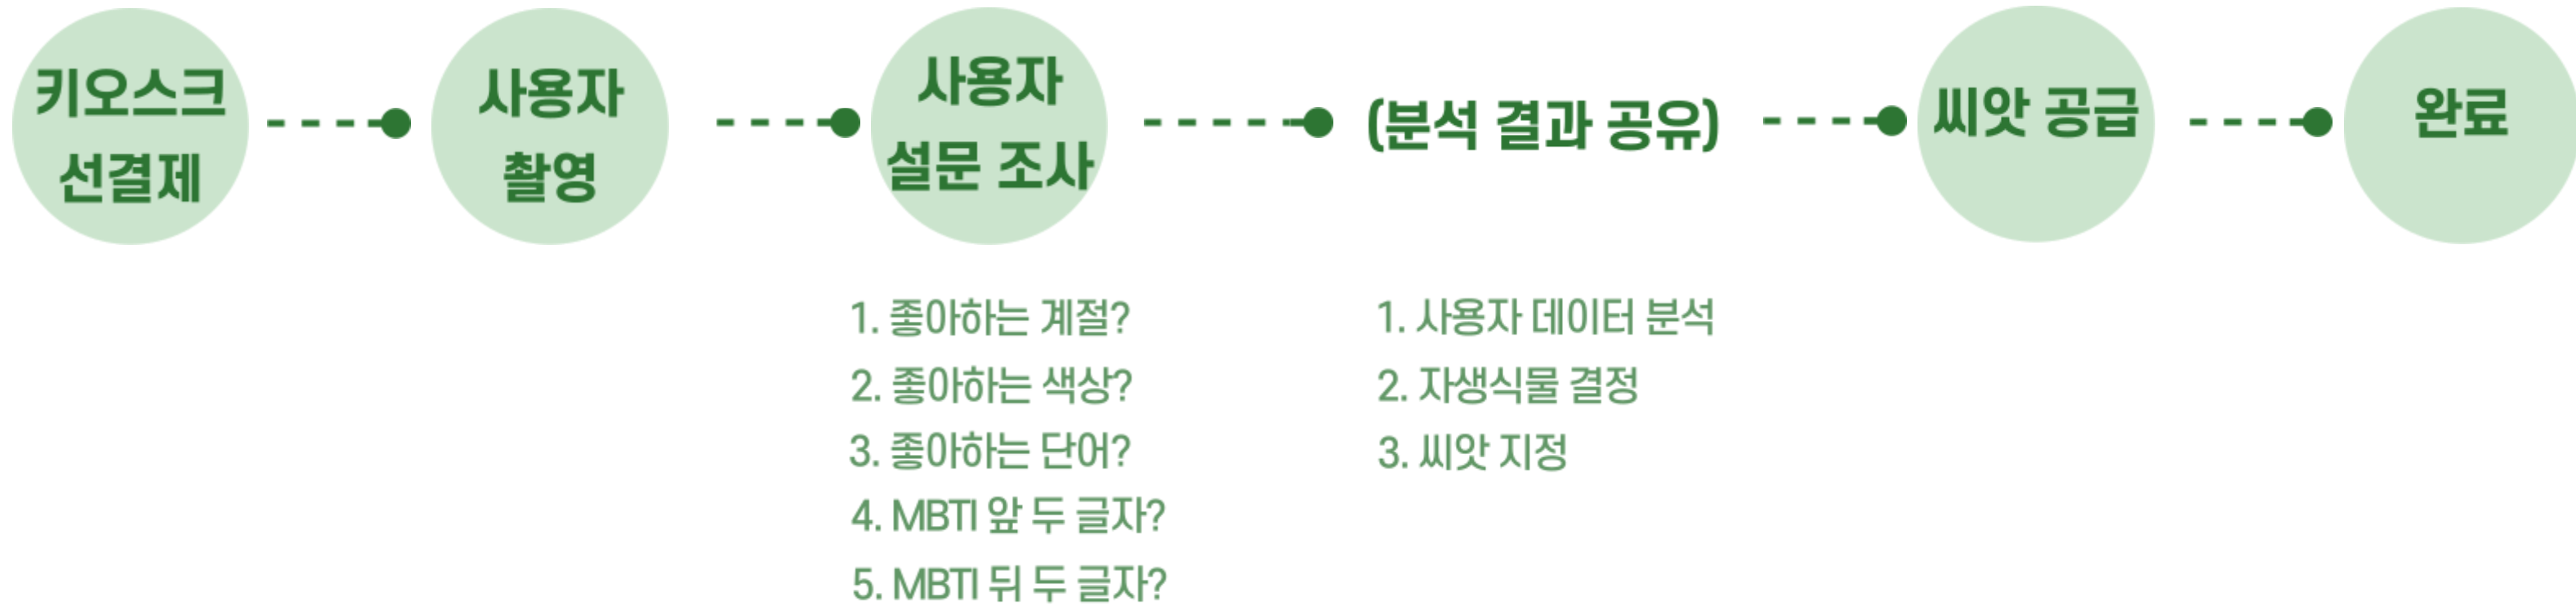 키오스크
선결제
사용자
촬영
사용자
설문 조사
(분석 결과 공유)
씨앗 공급
완료
1. 좋아하는 계절?
2. 좋아하는 색상?
3. 좋아하는 단어?
4. MBTI 앞 두 글자?
5. MBTI 뒤 두 글자?
1. 사용자 데이터 분석
2. 자생식물 결정
3. 씨앗 지정